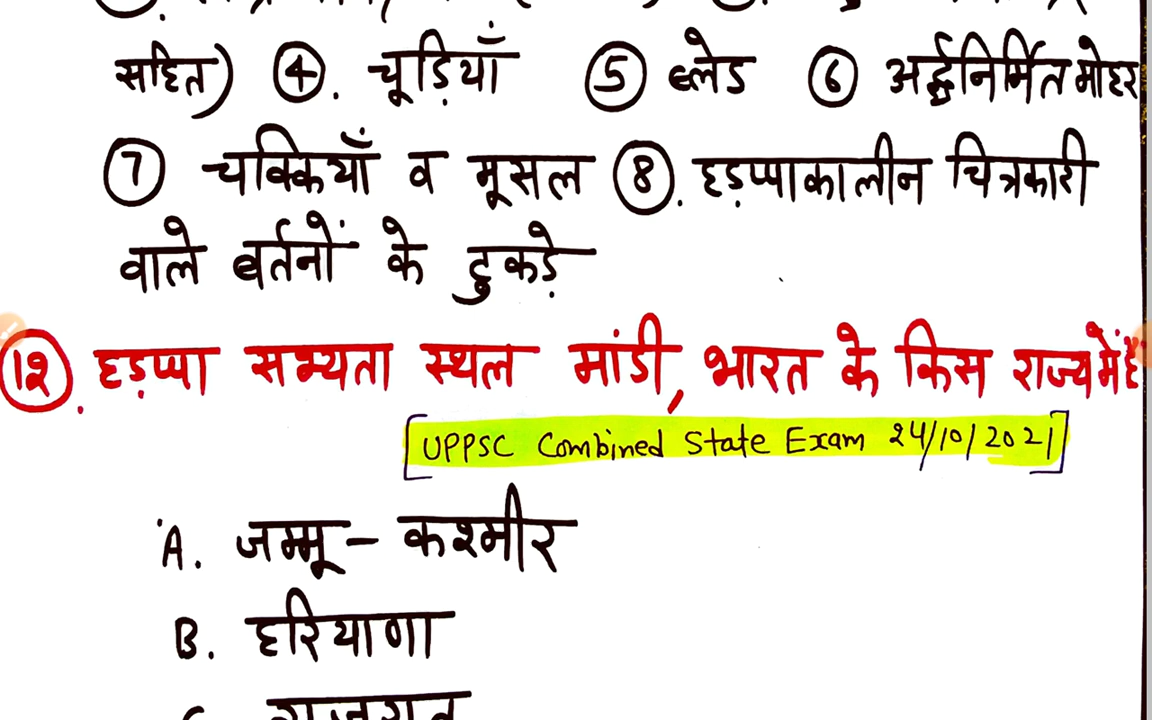 सहित) ④. चूड़ियाँ ⑤ ब्लेड ⑥ अर्द्धनिर्मित मोहर
⑦ चक्कियाँ व मूसल ⑧. हड़प्पाकालीन चित्रकारी
वाले बर्तनों के टुकड़े
⑫. हड़प्पा सभ्यता स्थल मांडी, भारत के किस राज्य में है
[UPPSC Combined State Exam 24/10/2021]
A. जम्मू - कश्मीर
B. हरियाणा